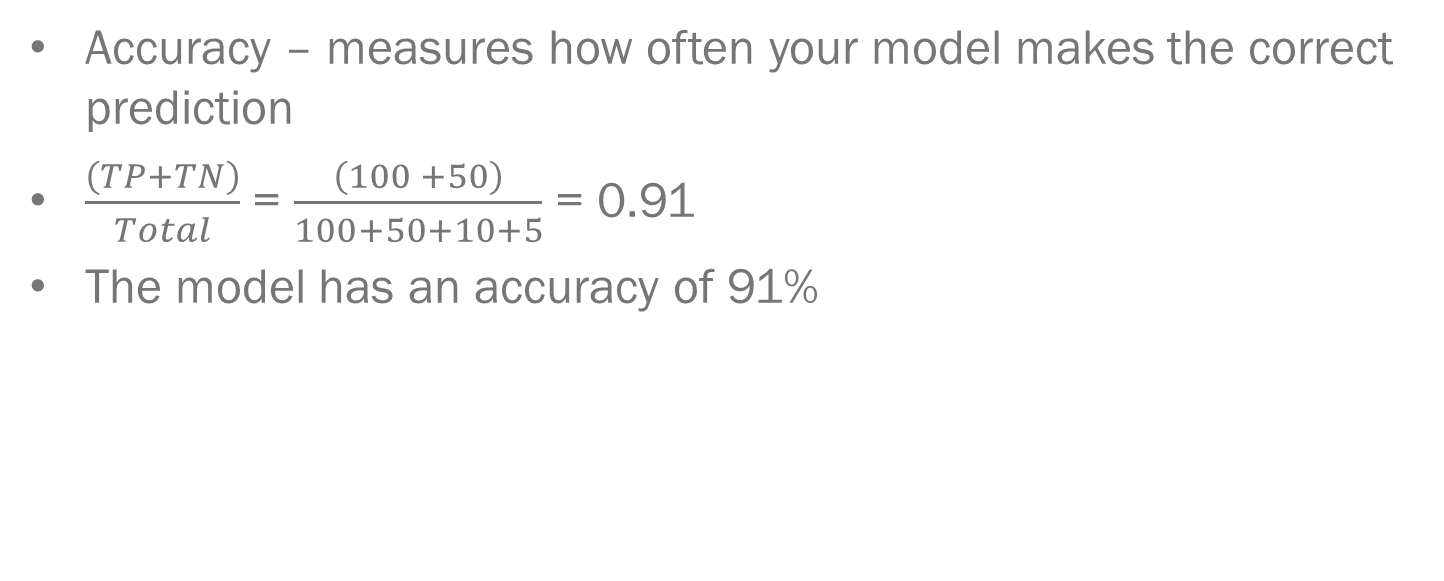 • Accuracy – measures how often your model makes the correct
prediction
• (TP+TN)/Total = (100 +50)/100+50+10+5 = 0.91
• The model has an accuracy of 91%